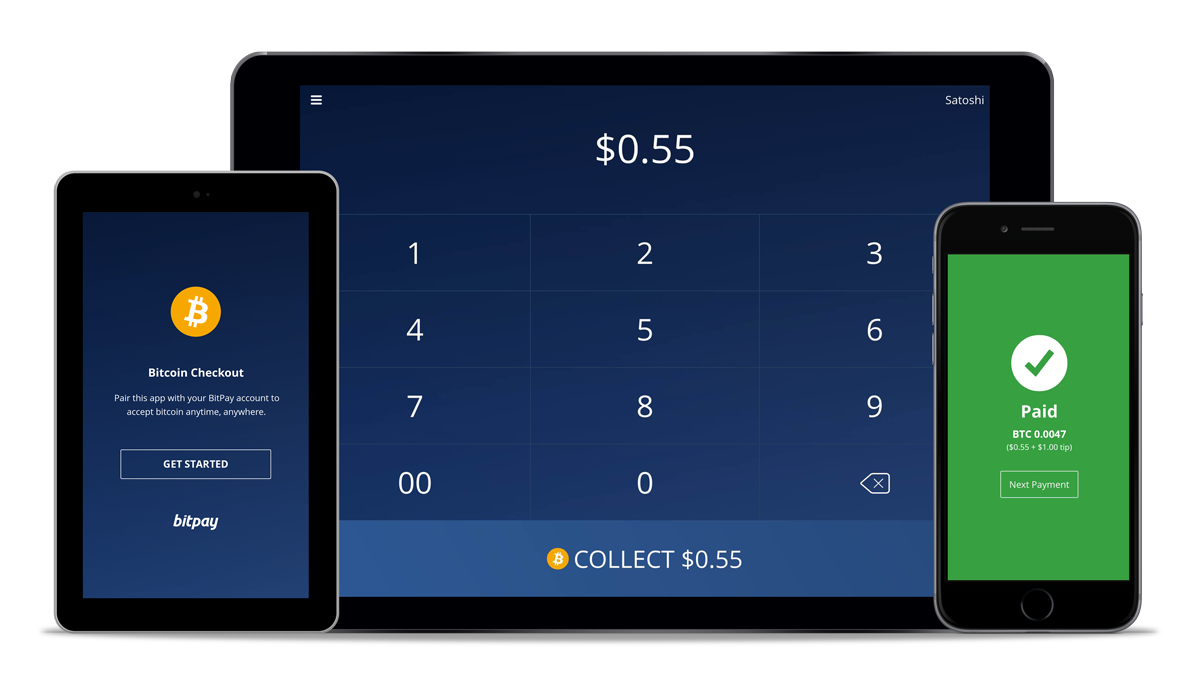 Satoshi
$0.55
1
2
3
4
5
6
7
8
9
00
0
COLLECT $0.55
Bitcoin Checkout
Pair this app with your BitPay account to
accept bitcoin anytime, anywhere.
GET STARTED
bitpay
Paid
BTC 0.0047
($0.55 + $1.00 tip)
Next Payment